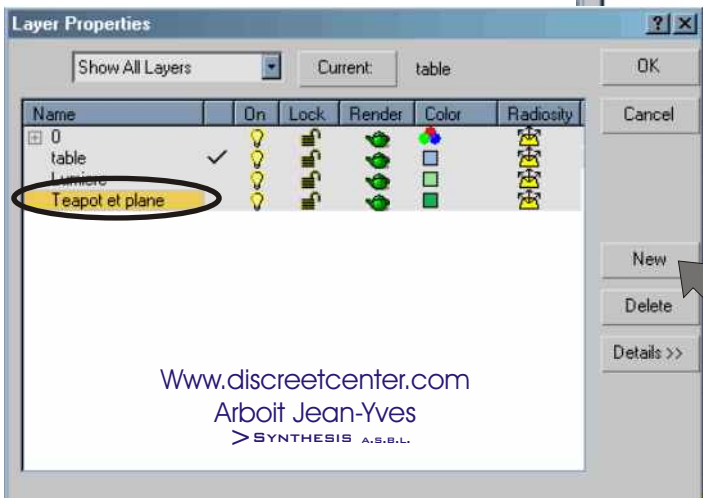 Layer Properties
Show All Layers Current: table OK
Name On Lock Render Color Radiosity Cancel
0
table
Lumiere
Teapot et plane
New
Delete
Details >>
Www.discreetcenter.com
Arboit Jean-Yves
> SYNTHESIS A.S.B.L.